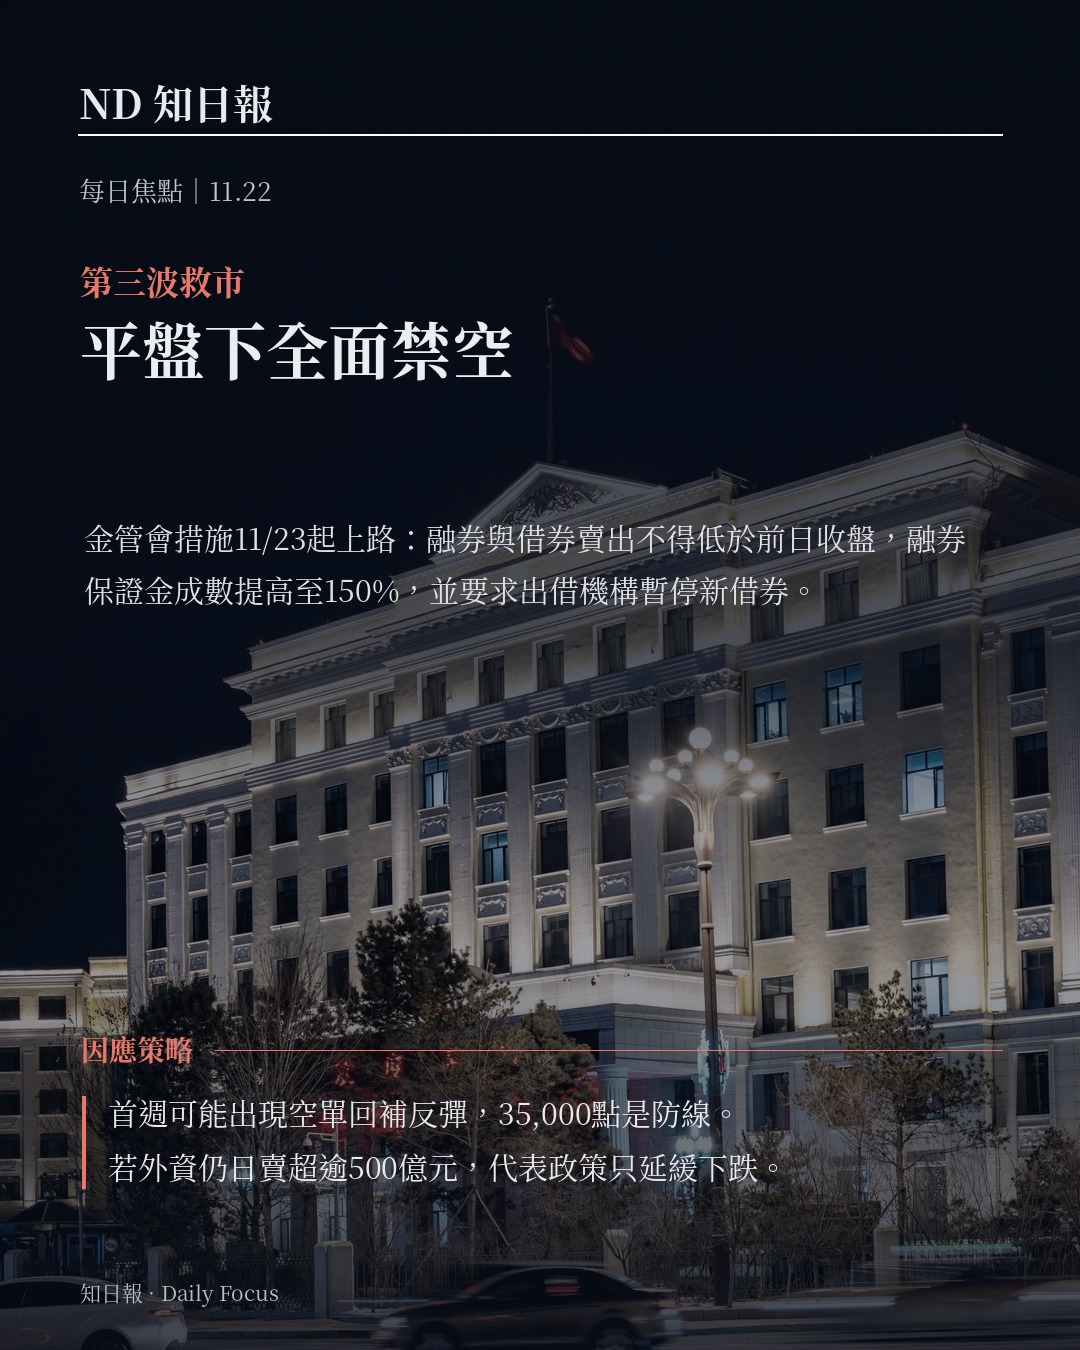 ND 知日報
每日焦點｜11.22
第三波救市
平盤下全面禁空
金管會措施11/23起上路：融券與借券賣出不得低於前日收盤，融券
保證金成數提高至150%，並要求出借機構暫停新借券。
因應策略
首週可能出現空單回補反彈，35,000點是防線。
若外資仍日賣超逾500億元，代表政策只延緩下跌。
知日報 · Daily Focus